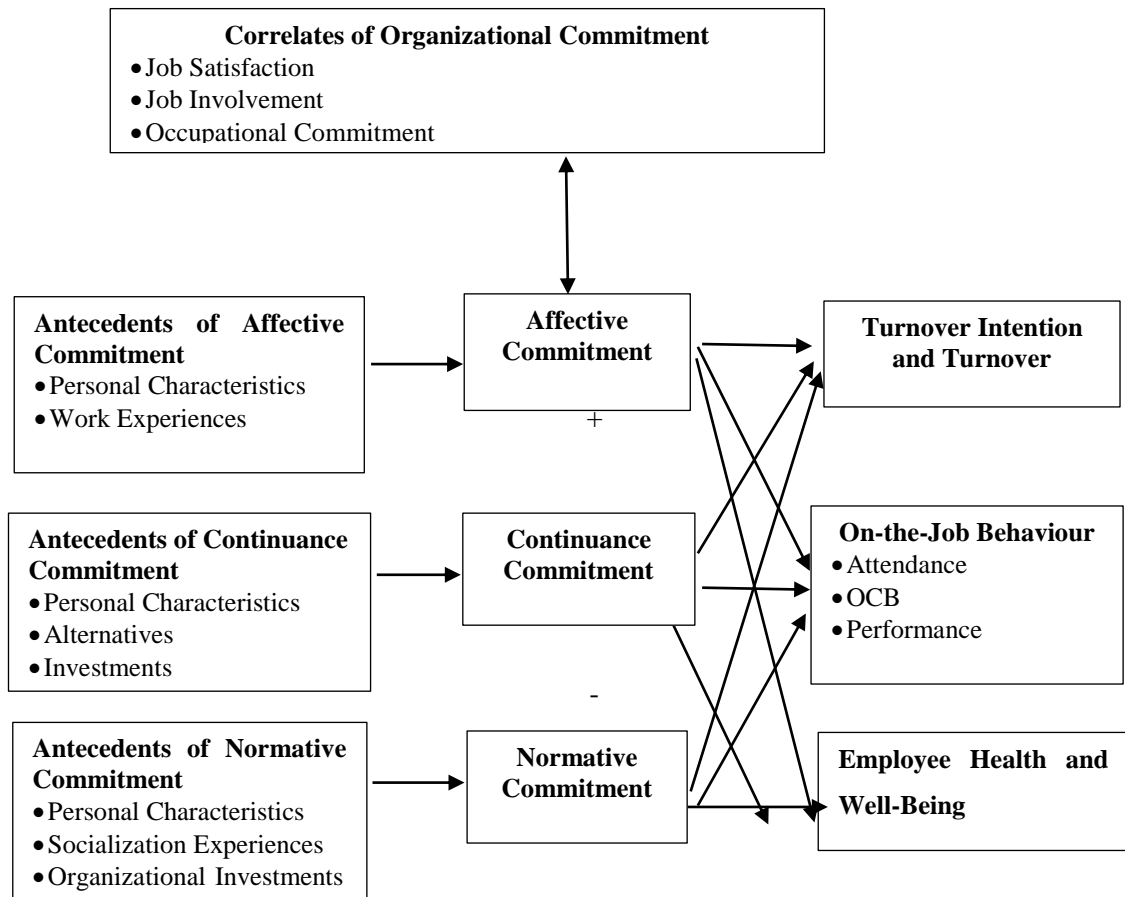 Correlates of Organizational Commitment
•Job Satisfaction
•Job Involvement
•Occupational Commitment
Antecedents of Affective
Commitment
•Personal Characteristics
•Work Experiences
Affective
Commitment
+
Turnover Intention
and Turnover
Antecedents of Continuance
Commitment
•Personal Characteristics
•Alternatives
•Investments
Continuance
Commitment
-
On-the-Job Behaviour
•Attendance
•OCB
•Performance
Antecedents of Normative
Commitment
•Personal Characteristics
•Socialization Experiences
•Organizational Investments
Normative
Commitment
Employee Health and
Well-Being